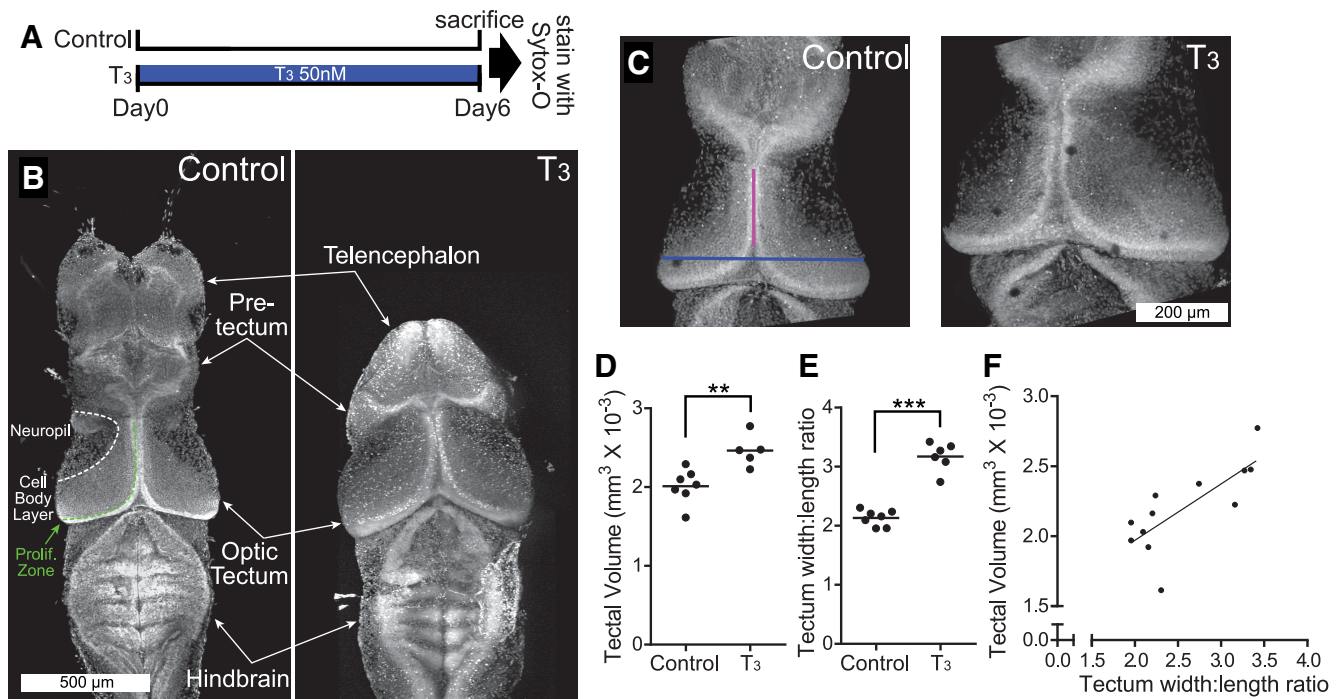 A
Control
T3
T3 50nM
Day0
Day6
sacrifice
stain with
Sytox-O
B
Control
T3
Telencephalon
Pre-
tectum
Neuropil
Cell
Body
Layer
Prolif.
Zone
Optic
Tectum
Hindbrain
500 µm
C
Control
T3
200 µm
D
**
Tectal Volume (mm³ X 10⁻³)
3
2
1
0
Control
T3
E
***
Tectum width:length ratio
4
3
2
1
0
Control
T3
F
Tectal Volume (mm³ X 10⁻³)
3.0
2.5
2.0
1.5
0.0
0.0
1.5
2.0
2.5
3.0
3.5
4.0
Tectum width:length ratio